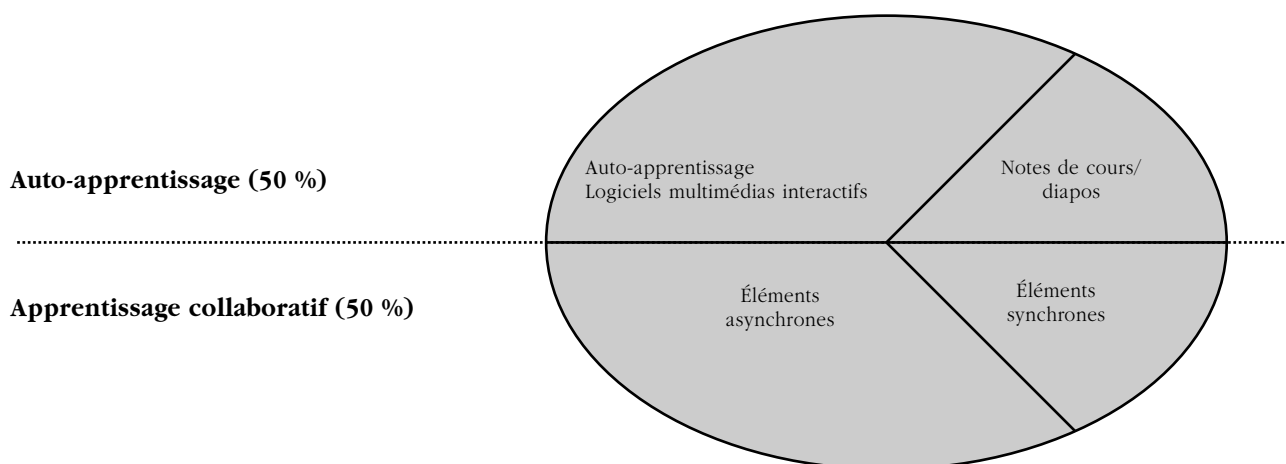 Auto-apprentissage
Logiciels multimédias interactifs
Notes de cours/
diapos
Auto-apprentissage (50 %)
Apprentissage collaboratif (50 %)
Éléments
asynchrones
Éléments
synchrones